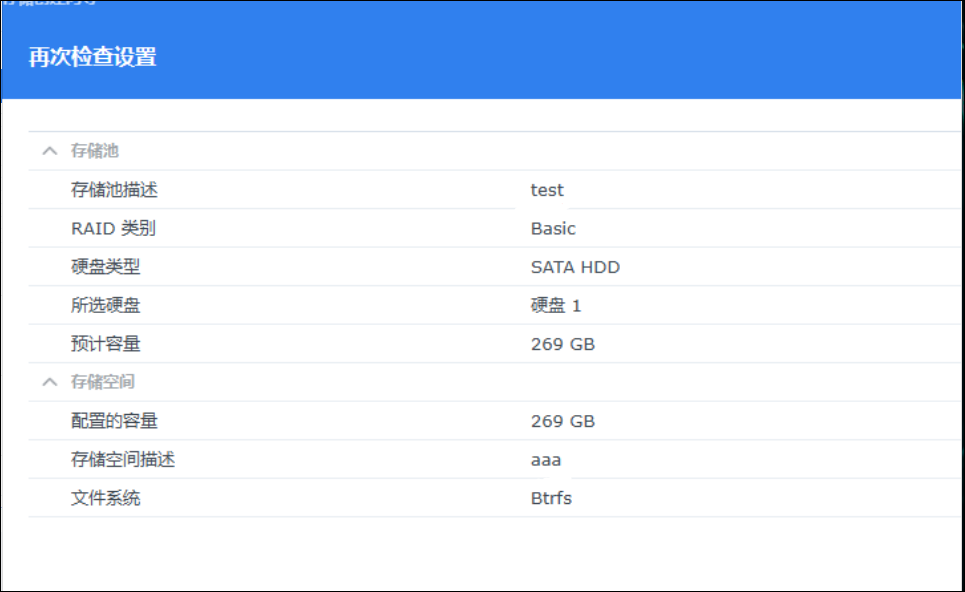 再次检查设置
存储池
存储池描述 test
RAID 类别 Basic
硬盘类型 SATA HDD
所选硬盘 硬盘 1
预计容量 269 GB
存储空间
配置的容量 269 GB
存储空间描述 aaa
文件系统 Btrfs